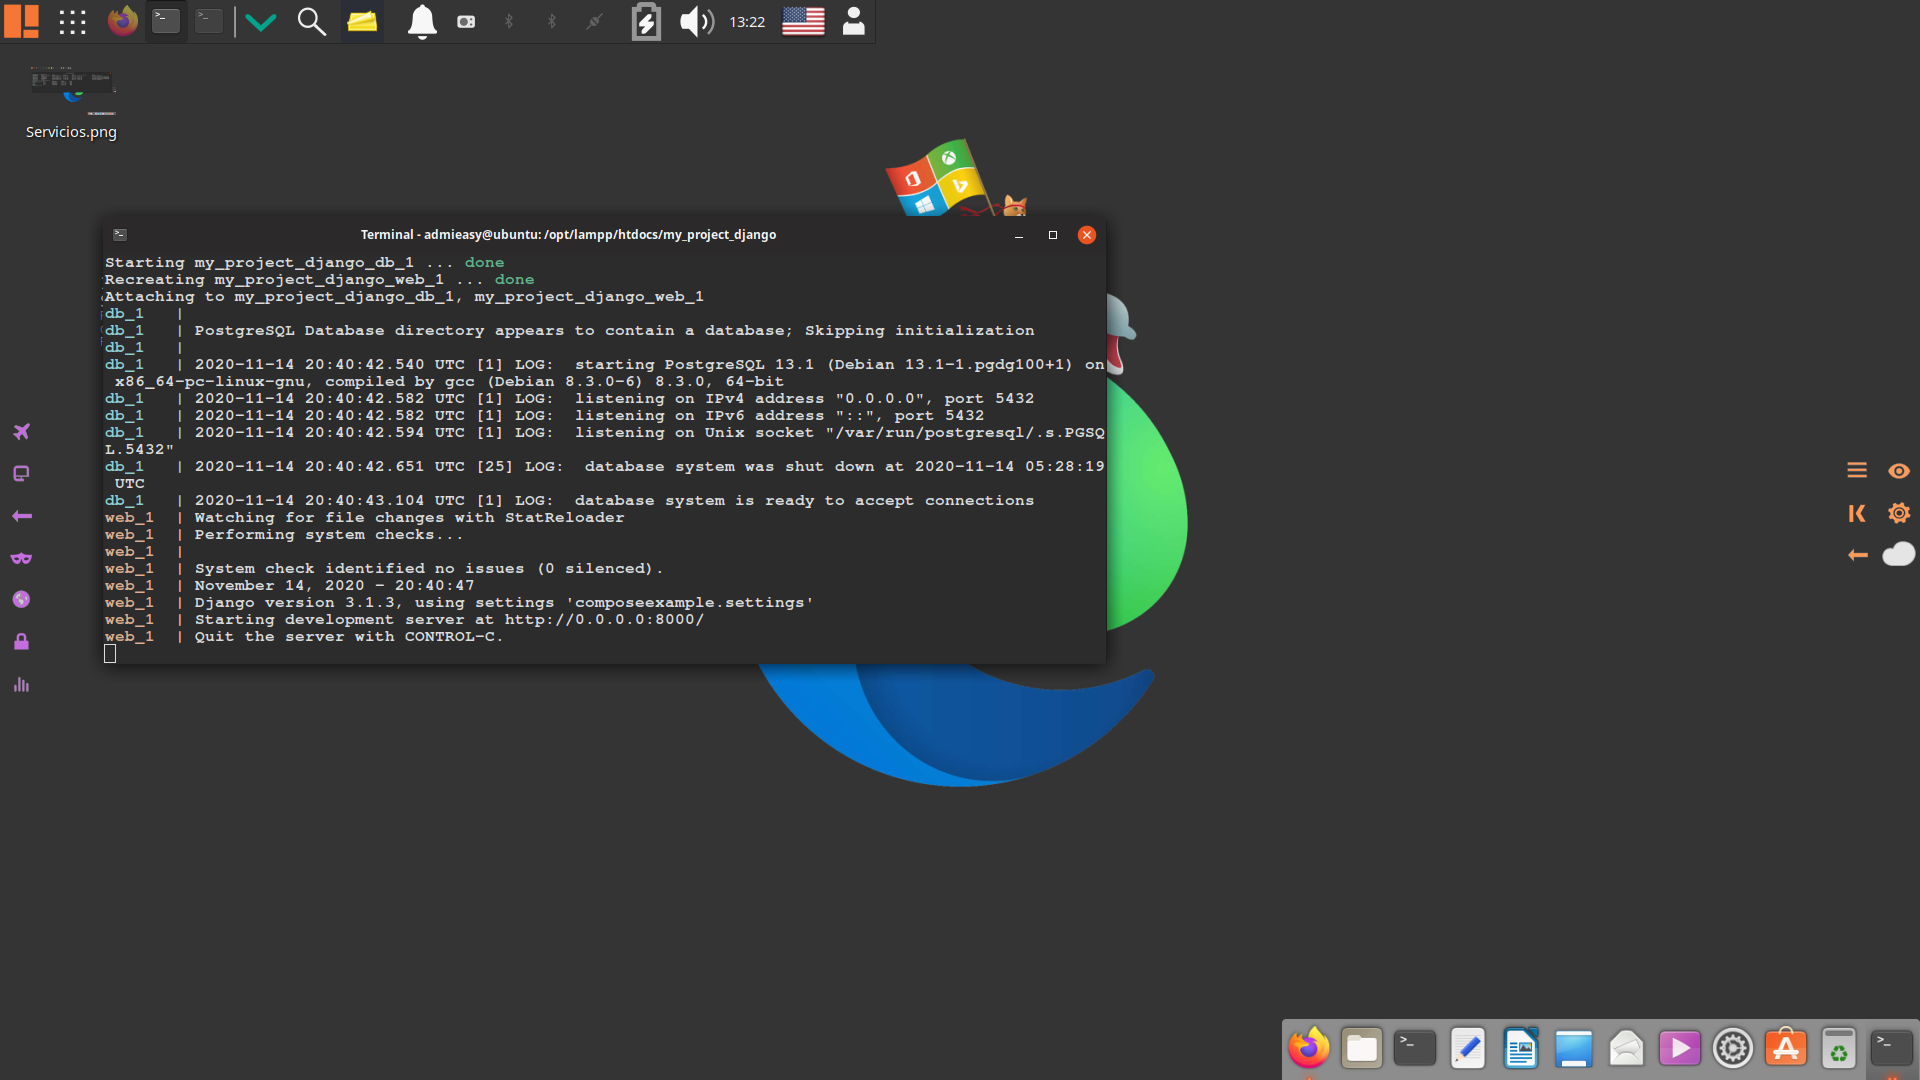 13:22
Servicios.png
Terminal - admieasy@ubuntu: /opt/lampp/htdocs/my_project_django
Starting my_project_django_db_1 ... done
Recreating my_project_django_web_1 ... done
Attaching to my_project_django_db_1, my_project_django_web_1
db_1   |
db_1   | PostgreSQL Database directory appears to contain a database; Skipping initialization
db_1   |
db_1   | 2020-11-14 20:40:42.540 UTC [1] LOG:  starting PostgreSQL 13.1 (Debian 13.1-1.pgdg100+1) on
 x86_64-pc-linux-gnu, compiled by gcc (Debian 8.3.0-6) 8.3.0, 64-bit
db_1   | 2020-11-14 20:40:42.582 UTC [1] LOG:  listening on IPv4 address "0.0.0.0", port 5432
db_1   | 2020-11-14 20:40:42.582 UTC [1] LOG:  listening on IPv6 address "::", port 5432
db_1   | 2020-11-14 20:40:42.594 UTC [1] LOG:  listening on Unix socket "/var/run/postgresql/.s.PGSQ
L.5432"
db_1   | 2020-11-14 20:40:42.651 UTC [25] LOG:  database system was shut down at 2020-11-14 05:28:19
 UTC
db_1   | 2020-11-14 20:40:43.104 UTC [1] LOG:  database system is ready to accept connections
web_1  | Watching for file changes with StatReloader
web_1  | Performing system checks...
web_1  |
web_1  | System check identified no issues (0 silenced).
web_1  | November 14, 2020 - 20:40:47
web_1  | Django version 3.1.3, using settings 'composeexample.settings'
web_1  | Starting development server at http://0.0.0.0:8000/
web_1  | Quit the server with CONTROL-C.